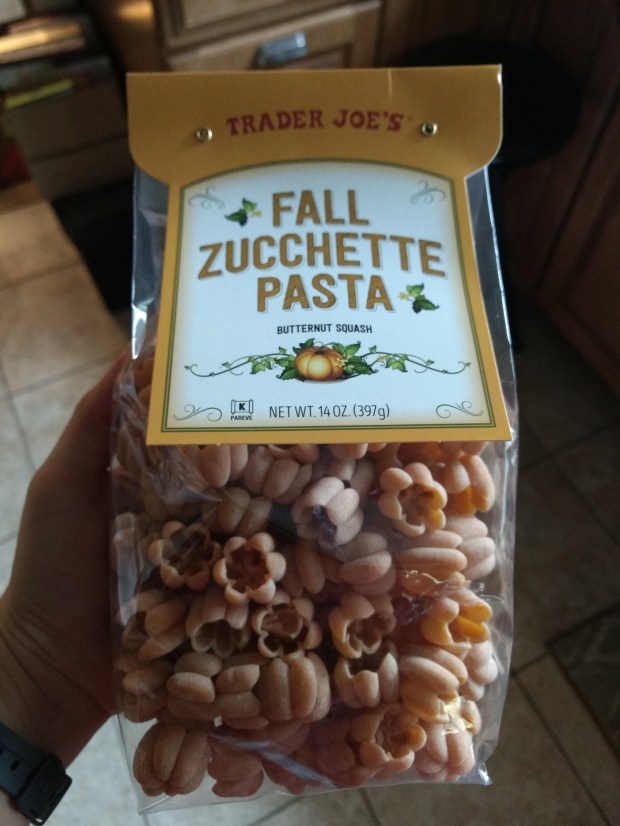 TRADER JOE'S
FALL
ZUCCHETTE
PASTA
BUTTERNUT SQUASH
K
PAREVE
NET WT. 14 OZ. (397g)